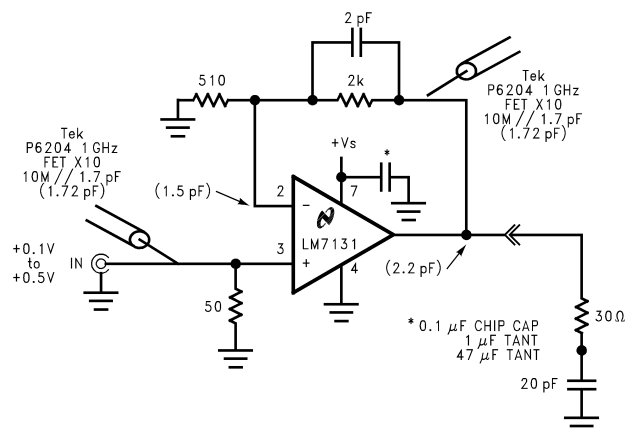 2 pF
510
2k
Tek
P6204 1 GHz
FET X10
10M // 1.7 pF
(1.72 pF)
Tek
P6204 1 GHz
FET X10
10M // 1.7 pF
(1.72 pF)
+Vs
*
(1.5 pF)
2
7
−
LM7131
3
+
4
+0.1V
to
+0.5V
IN
50
(2.2 pF)
30Ω
* 0.1 µF CHIP CAP
1 µF TANT
47 µF TANT
20 pF